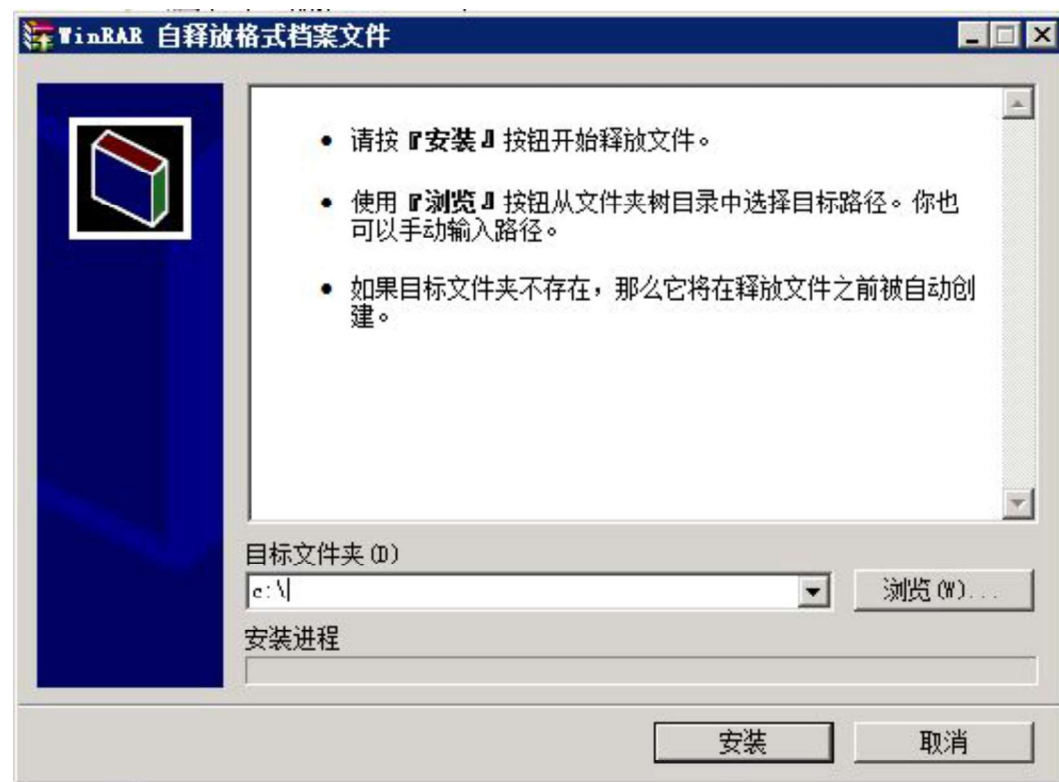 WinRAR 自释放格式档案文件
请按『安装』按钮开始释放文件。
使用『浏览』按钮从文件夹树目录中选择目标路径。你也
可以手动输入路径。
如果目标文件夹不存在，那么它将在释放文件之前被自动创
建。
目标文件夹(D)
e:\
浏览(W)...
安装进程
安装
取消